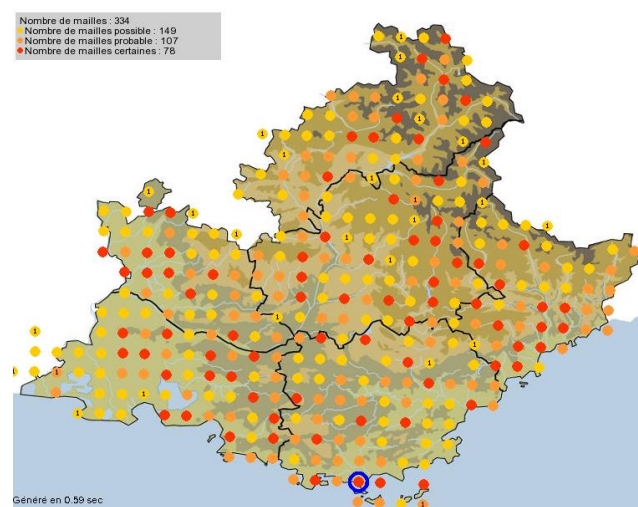 Nombre de mailles : 334
Nombre de mailles possible : 149
Nombre de mailles probable : 107
Nombre de mailles certaines : 78
Généré en 0.59 sec